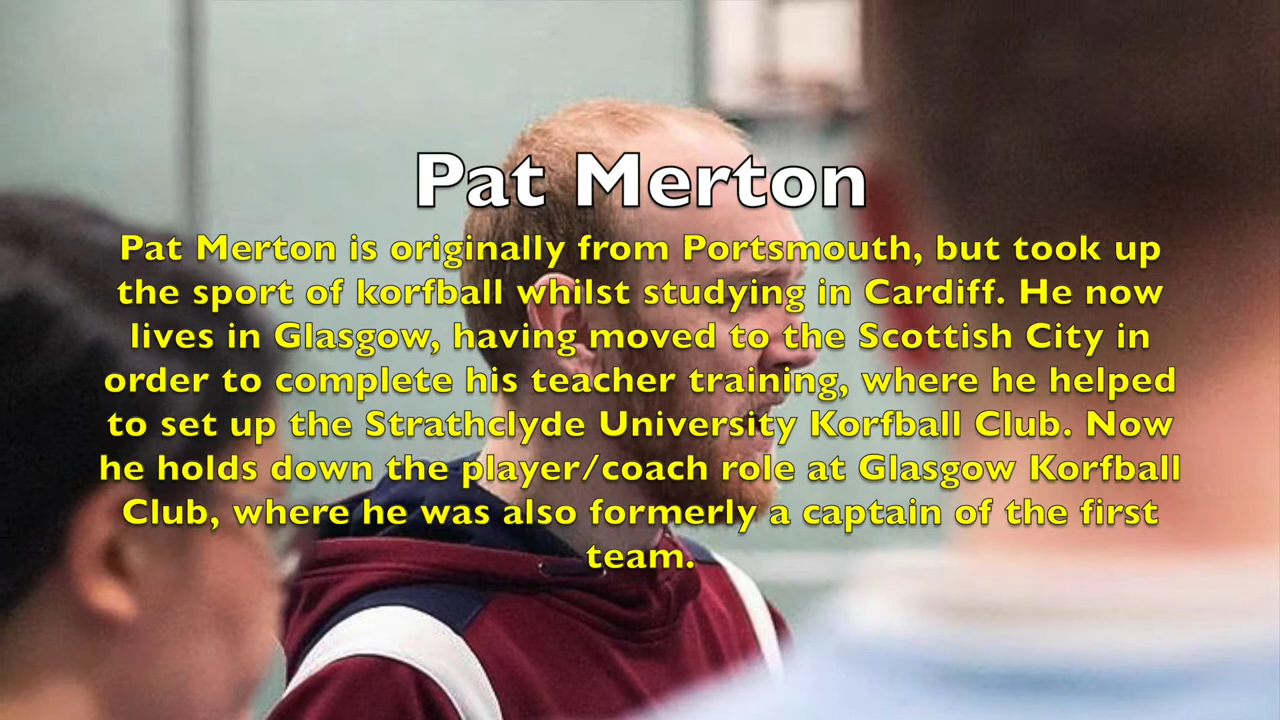 Pat Merton
Pat Merton is originally from Portsmouth, but took up
the sport of korfball whilst studying in Cardiff. He now
lives in Glasgow, having moved to the Scottish City in
order to complete his teacher training, where he helped
to set up the Strathclyde University Korfball Club. Now
he holds down the player/coach role at Glasgow Korfball
Club, where he was also formerly a captain of the first
team.